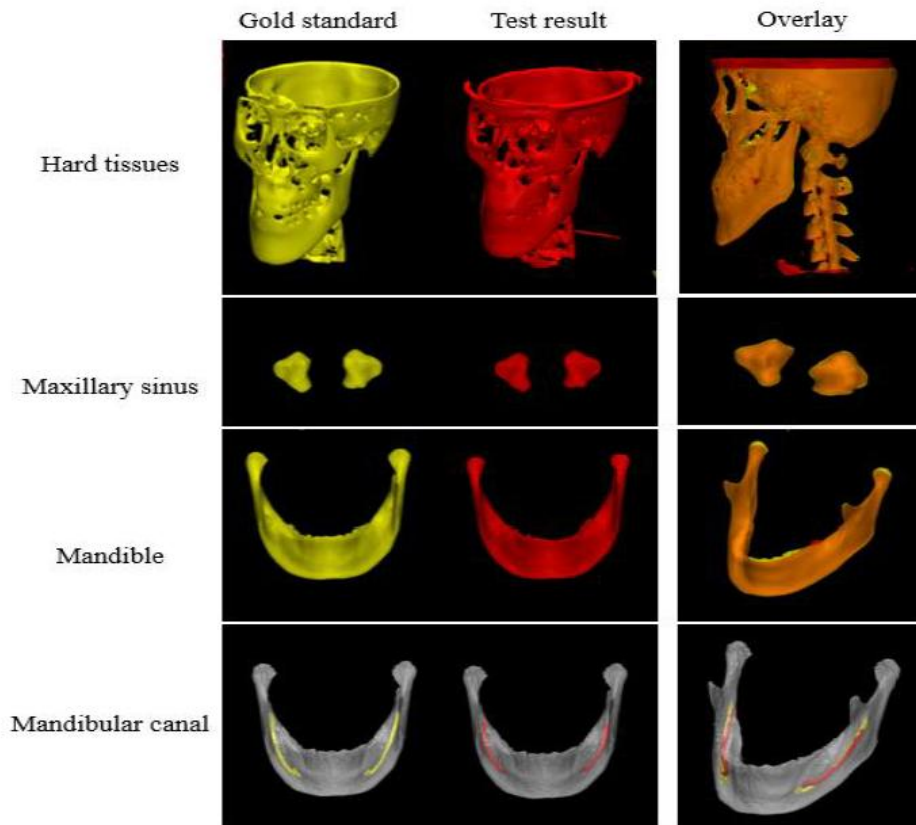 Gold standard
Test result
Overlay
Hard tissues
Maxillary sinus
Mandible
Mandibular canal